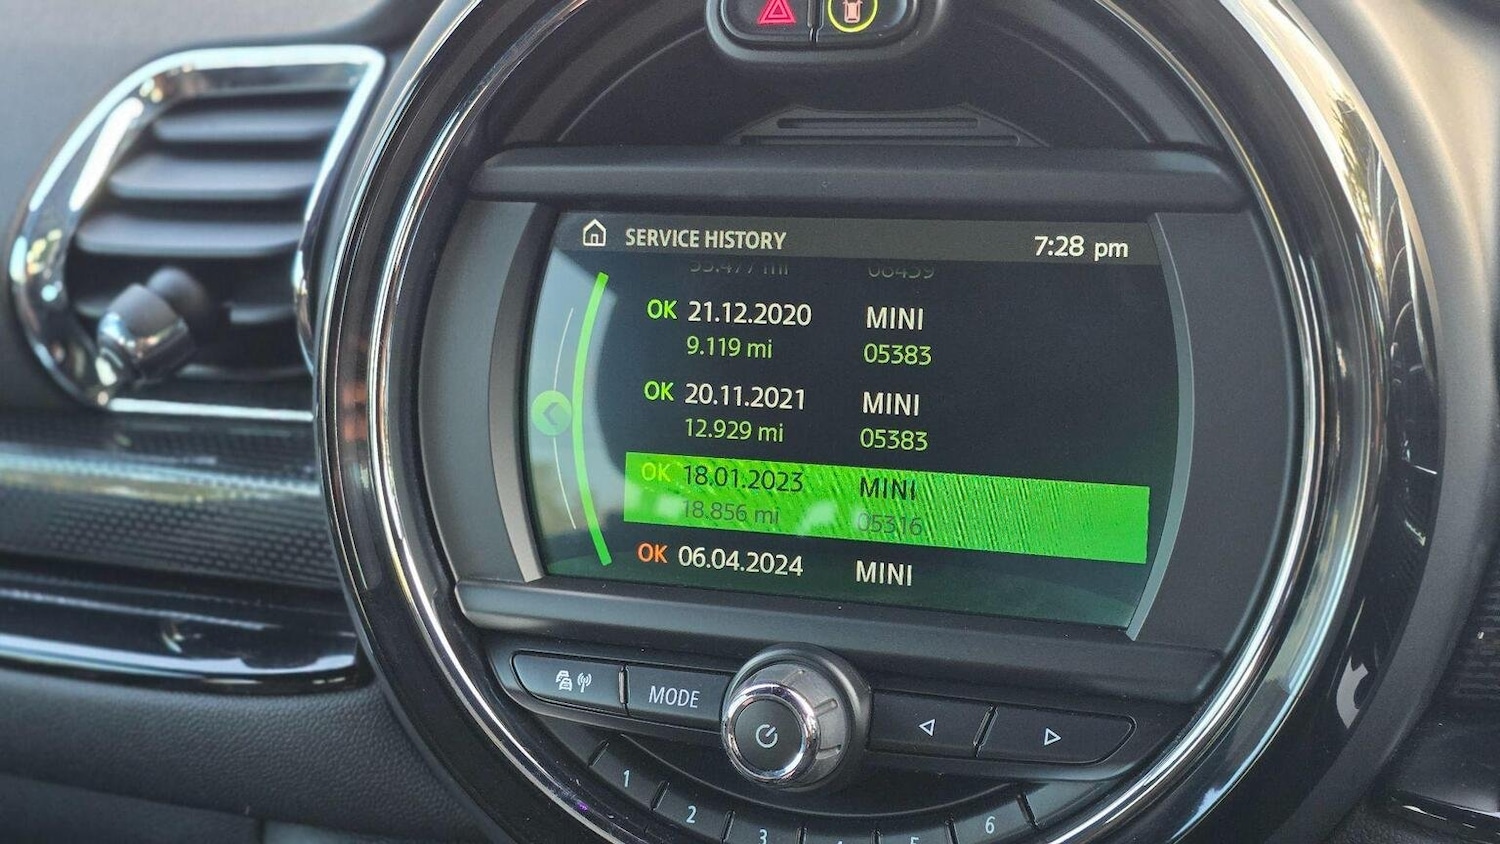 SERVICE HISTORY 7:28 pm
OK 21.12.2020 MINI
9.119 mi 05383
OK 20.11.2021 MINI
12.929 mi 05383
OK 18.01.2023 MINI
18.856 mi 05316
OK 06.04.2024 MINI
MODE
1 2 3 6